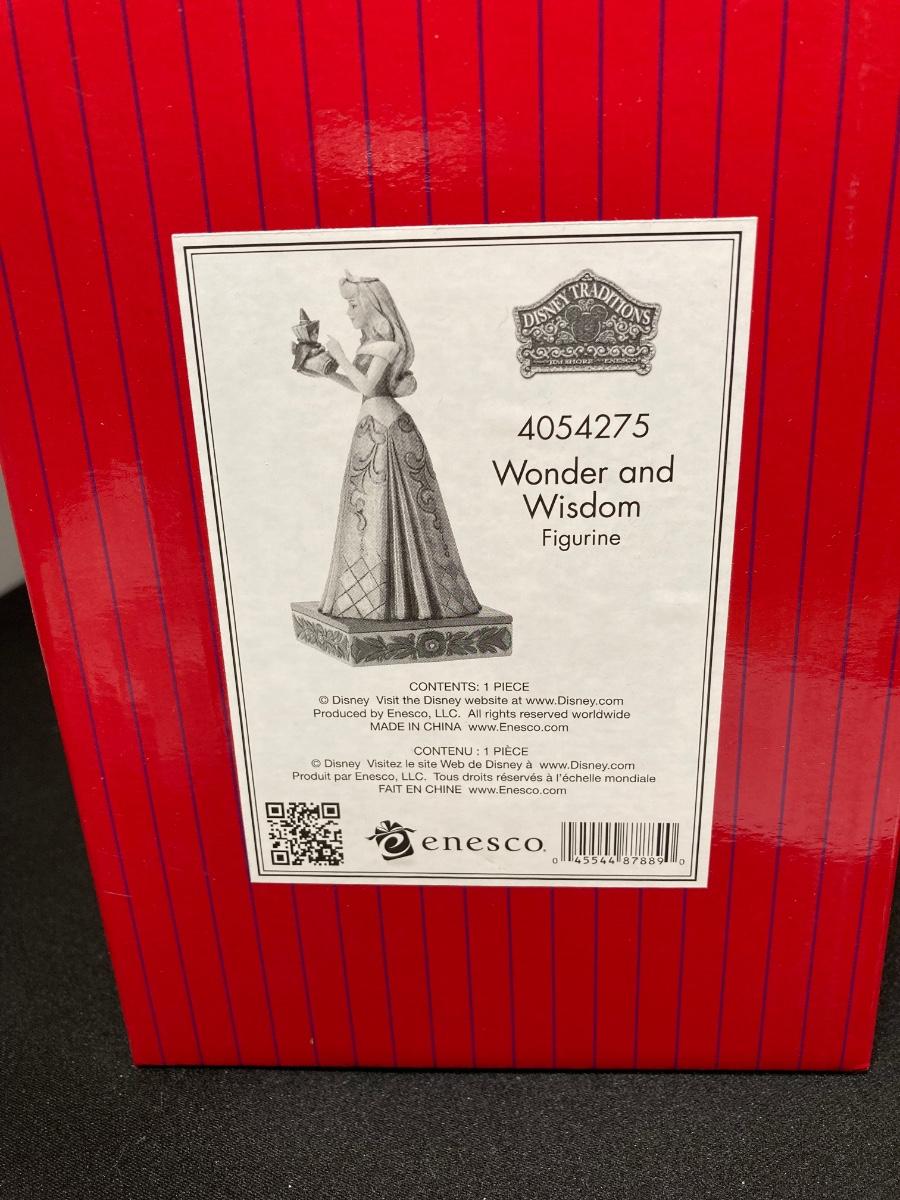 DISNEY TRADITIONS
JIM SHORE ENESCO
4054275
Wonder and
Wisdom
Figurine
CONTENTS: 1 PIECE
© Disney Visit the Disney website at www.Disney.com
Produced by Enesco, LLC. All rights reserved worldwide
MADE IN CHINA www.Enesco.com
CONTENU : 1 PIÈCE
© Disney Visitez le site Web de Disney à www.Disney.com
Produit par Enesco, LLC. Tous droits réservés à l'échelle mondiale
FAIT EN CHINE www.Enesco.com
enesco.
0 45544 87889 0